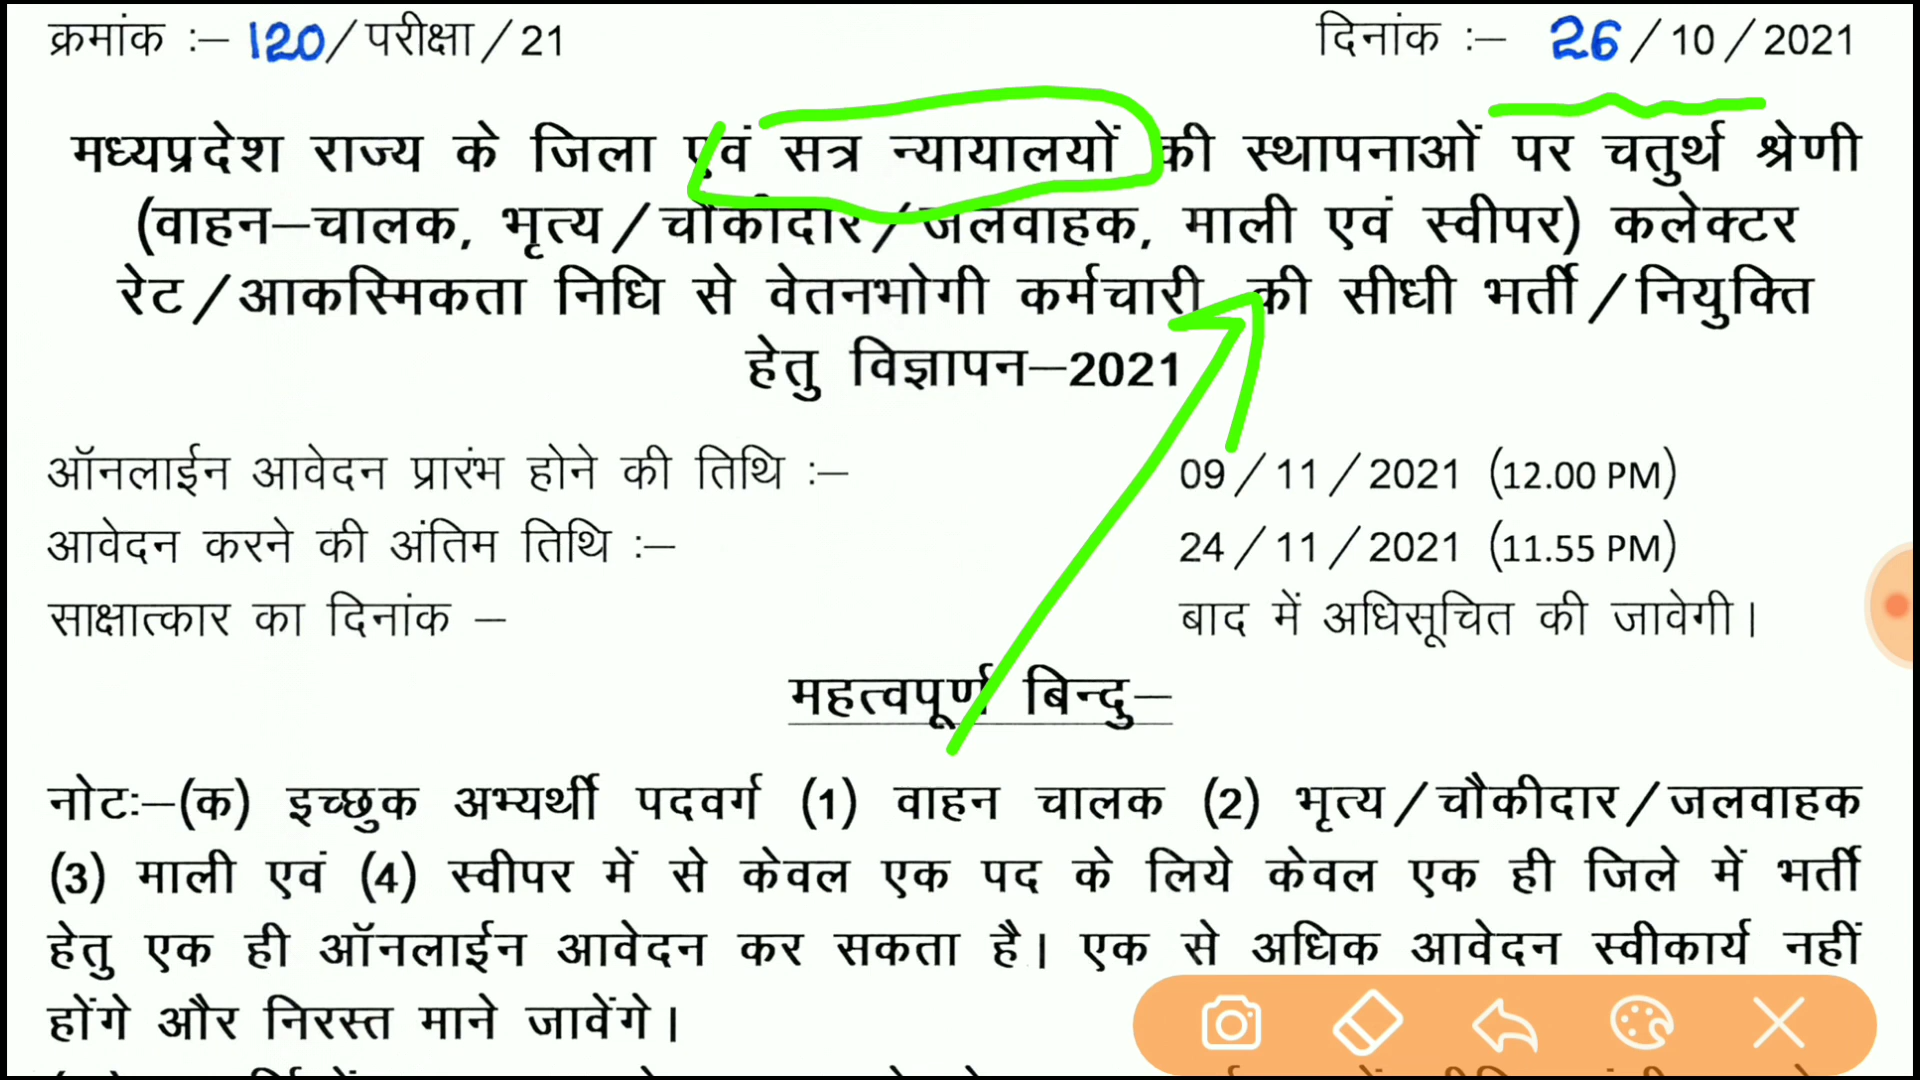 क्रमांक :– 120/परीक्षा/21
दिनांक :– 26/10/2021
मध्यप्रदेश राज्य के जिला एवं सत्र न्यायालयों की स्थापनाओं पर चतुर्थ श्रेणी
(वाहन–चालक, भृत्य/चौकीदार/जलवाहक, माली एवं स्वीपर) कलेक्टर
रेट/आकस्मिकता निधि से वेतनभोगी कर्मचारी की सीधी भर्ती/नियुक्ति
हेतु विज्ञापन–2021
ऑनलाईन आवेदन प्रारंभ होने की तिथि :– 09/11/2021 (12.00 PM)
आवेदन करने की अंतिम तिथि :– 24/11/2021 (11.55 PM)
साक्षात्कार का दिनांक – बाद में अधिसूचित की जावेगी।
महत्वपूर्ण बिन्दु–
नोटः–(क) इच्छुक अभ्यर्थी पदवर्ग (1) वाहन चालक (2) भृत्य/चौकीदार/जलवाहक
(3) माली एवं (4) स्वीपर में से केवल एक पद के लिये केवल एक ही जिले में भर्ती
हेतु एक ही ऑनलाईन आवेदन कर सकता है। एक से अधिक आवेदन स्वीकार्य नहीं
होंगे और निरस्त माने जावेंगे।